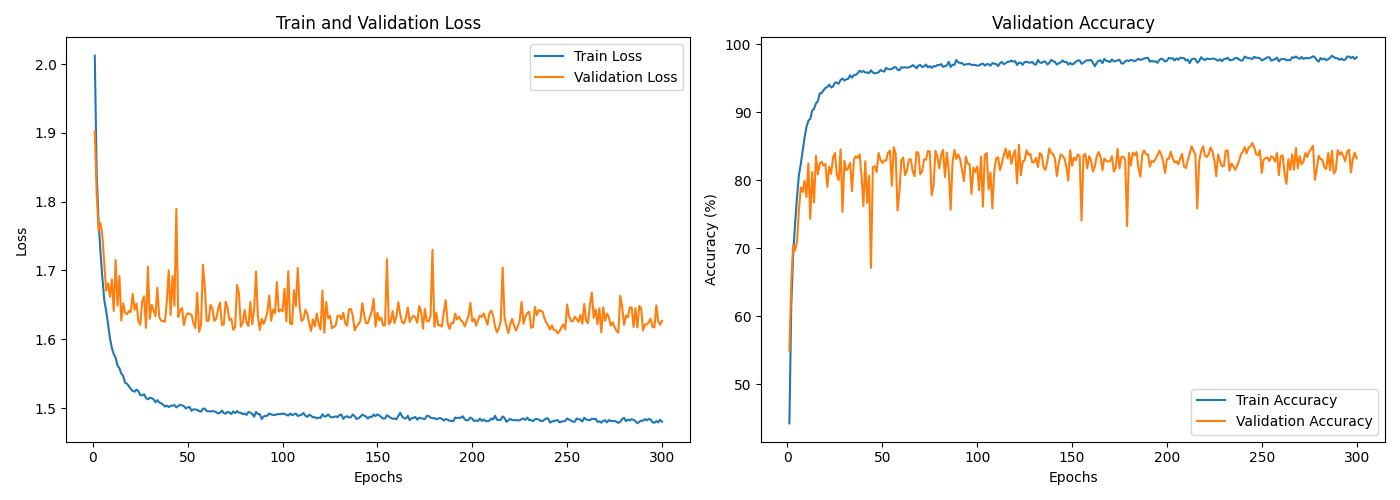 Train and Validation Loss
Train Loss
Validation Loss
2.0
1.9
1.8
1.7
1.6
1.5
Loss
0
50
100
150
200
250
300
Epochs
Validation Accuracy
100
90
80
70
60
50
Accuracy (%)
Train Accuracy
Validation Accuracy
0
50
100
150
200
250
300
Epochs